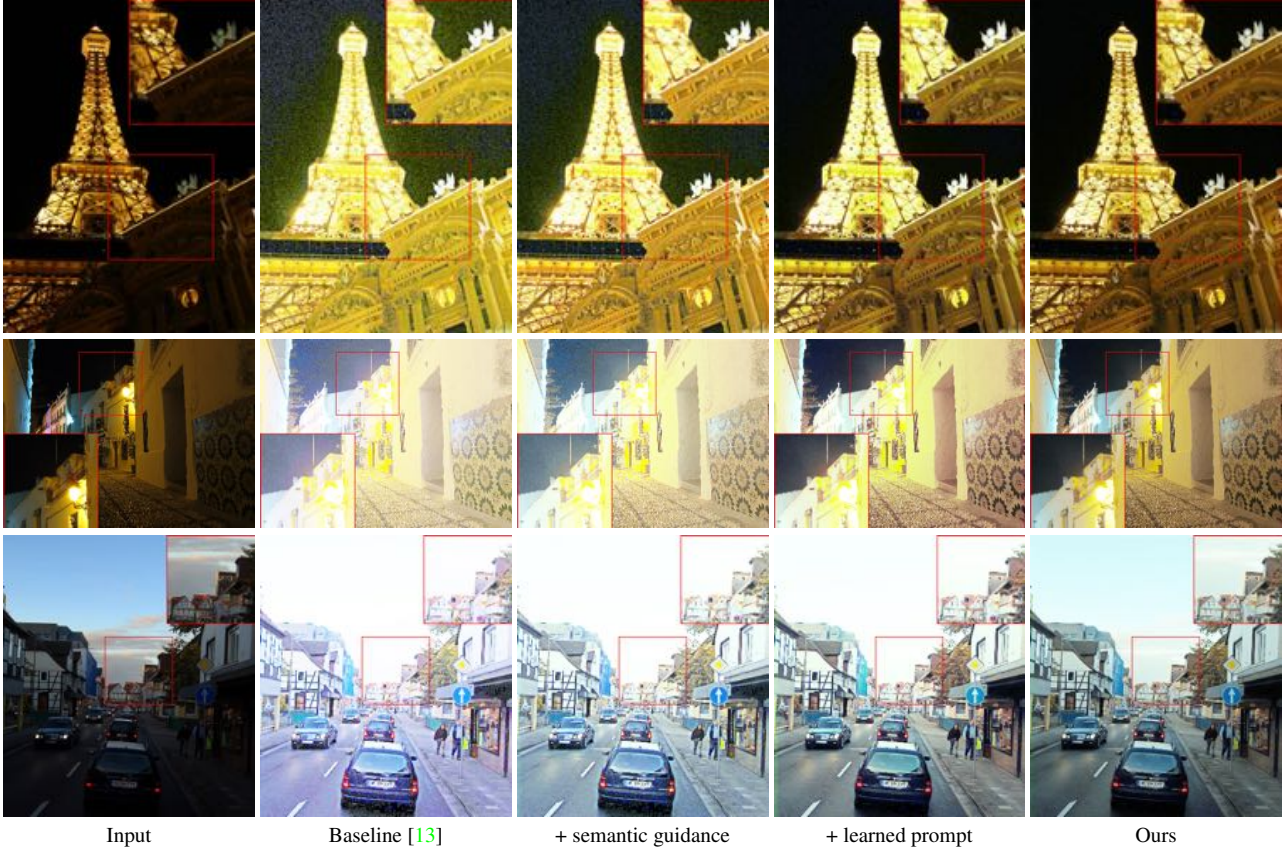 Input
Baseline [13]
+ semantic guidance
+ learned prompt
Ours